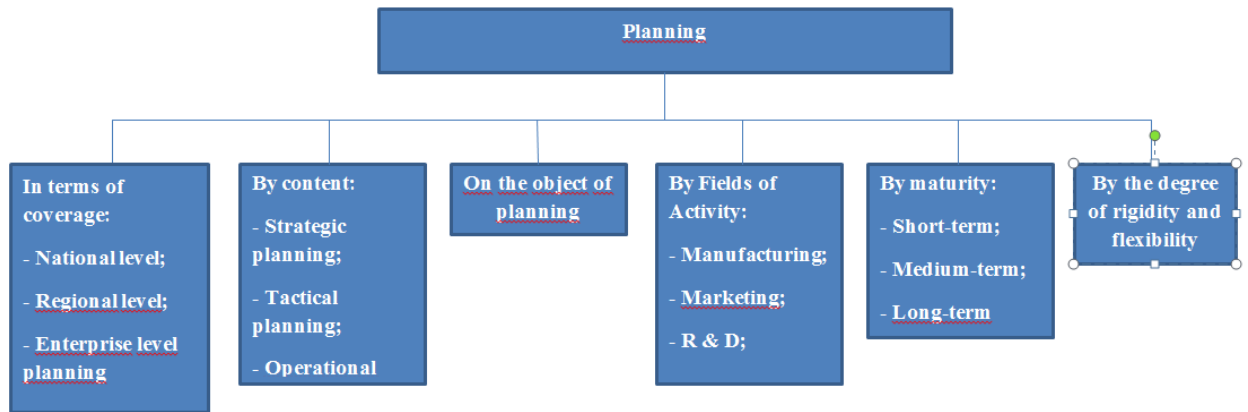 Planning
In terms of
coverage:
- National level;
- Regional level;
- Enterprise level
planning
By content:
- Strategic
planning;
- Tactical
planning;
- Operational
On the object of
planning
By Fields of
Activity:
- Manufacturing;
- Marketing;
- R & D;
By maturity:
- Short-term;
- Medium-term;
- Long-term
By the degree
of rigidity and
flexibility